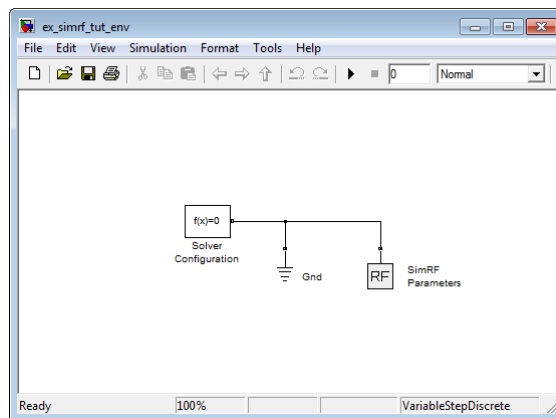 ex_simrf_tut_env
File Edit View Simulation Format Tools Help
0 Normal
f(x)=0
Solver
Configuration
Gnd
RF
SimRF
Parameters
Ready 100% VariableStepDiscrete